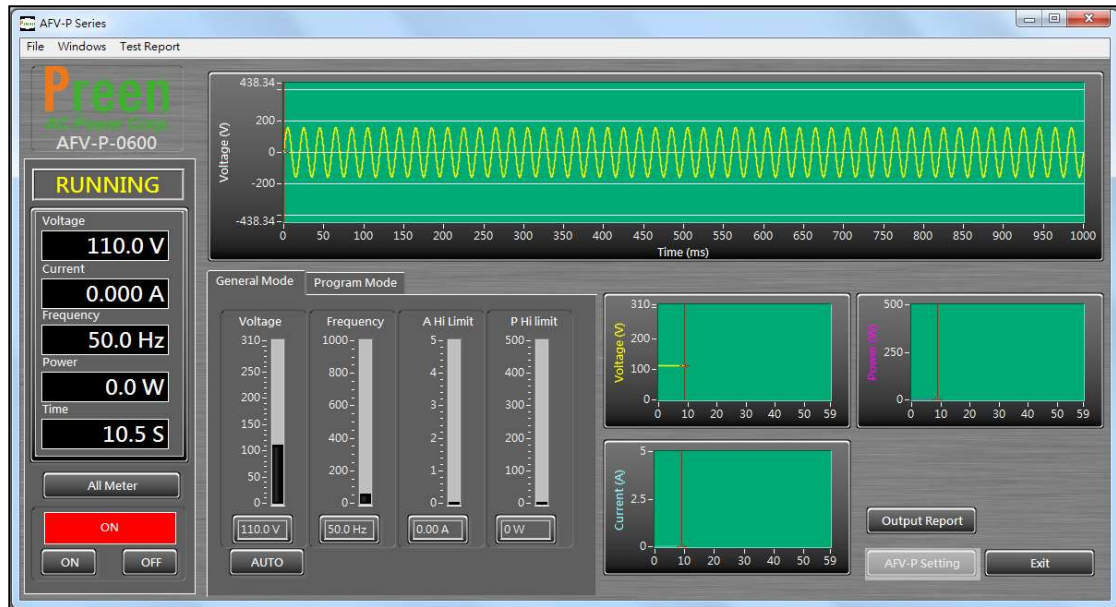 AFV-P Series
File Windows Test Report
Preen
AC Power Corp.
AFV-P-0600
RUNNING
Voltage
110.0 V
Current
0.000 A
Frequency
50.0 Hz
Power
0.0 W
Time
10.5 S
All Meter
ON
ON OFF
Voltage (V)
438.34
200
0
-200
-438.34
0 50 100 150 200 250 300 350 400 450 500 550 600 650 700 750 800 850 900 950 1000
Time (ms)
General Mode Program Mode
Voltage Frequency A Hi Limit P Hi limit
310 1000 5 500
250 800 4 400
200 600 3 300
150 400 2 200
100 200 1 100
50 0 0 0
0
110.0 V 50.0 Hz 0.00 A 0 W
AUTO
Voltage (V)
310
200
100
0
0 10 20 30 40 50 59
Power (W)
500
250
0
0 10 20 30 40 50 59
Current (A)
5
2.5
0
0 10 20 30 40 50 59
Output Report
AFV-P Setting Exit